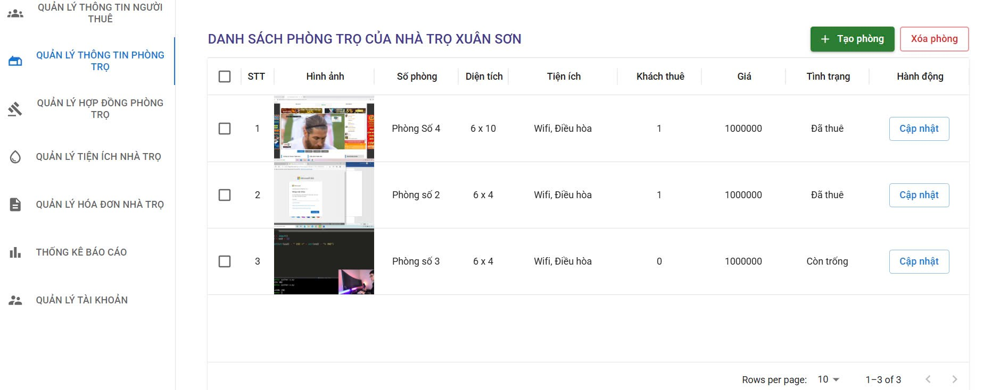 QUẢN LÝ THÔNG TIN NGƯỜI
THUÊ
QUẢN LÝ THÔNG TIN PHÒNG
TRỌ
QUẢN LÝ HỢP ĐỒNG PHÒNG
TRỌ
QUẢN LÝ TIỆN ÍCH NHÀ TRỌ
QUẢN LÝ HÓA ĐƠN NHÀ TRỌ
THỐNG KÊ BÁO CÁO
QUẢN LÝ TÀI KHOẢN
DANH SÁCH PHÒNG TRỌ CỦA NHÀ TRỌ XUÂN SƠN
Tạo phòng
Xóa phòng
STT Hình ảnh Số phòng Diện tích Tiện ích Khách thuê Giá Tình trạng Hành động
1 Phòng Số 4 6 x 10 Wifi, Điều hòa 1 1000000 Đã thuê Cập nhật
2 Phòng số 2 6 x 4 Wifi, Điều hòa 1 1000000 Đã thuê Cập nhật
3 Phòng số 3 6 x 4 Wifi, Điều hòa 0 1000000 Còn trống Cập nhật
Rows per page: 10 1–3 of 3